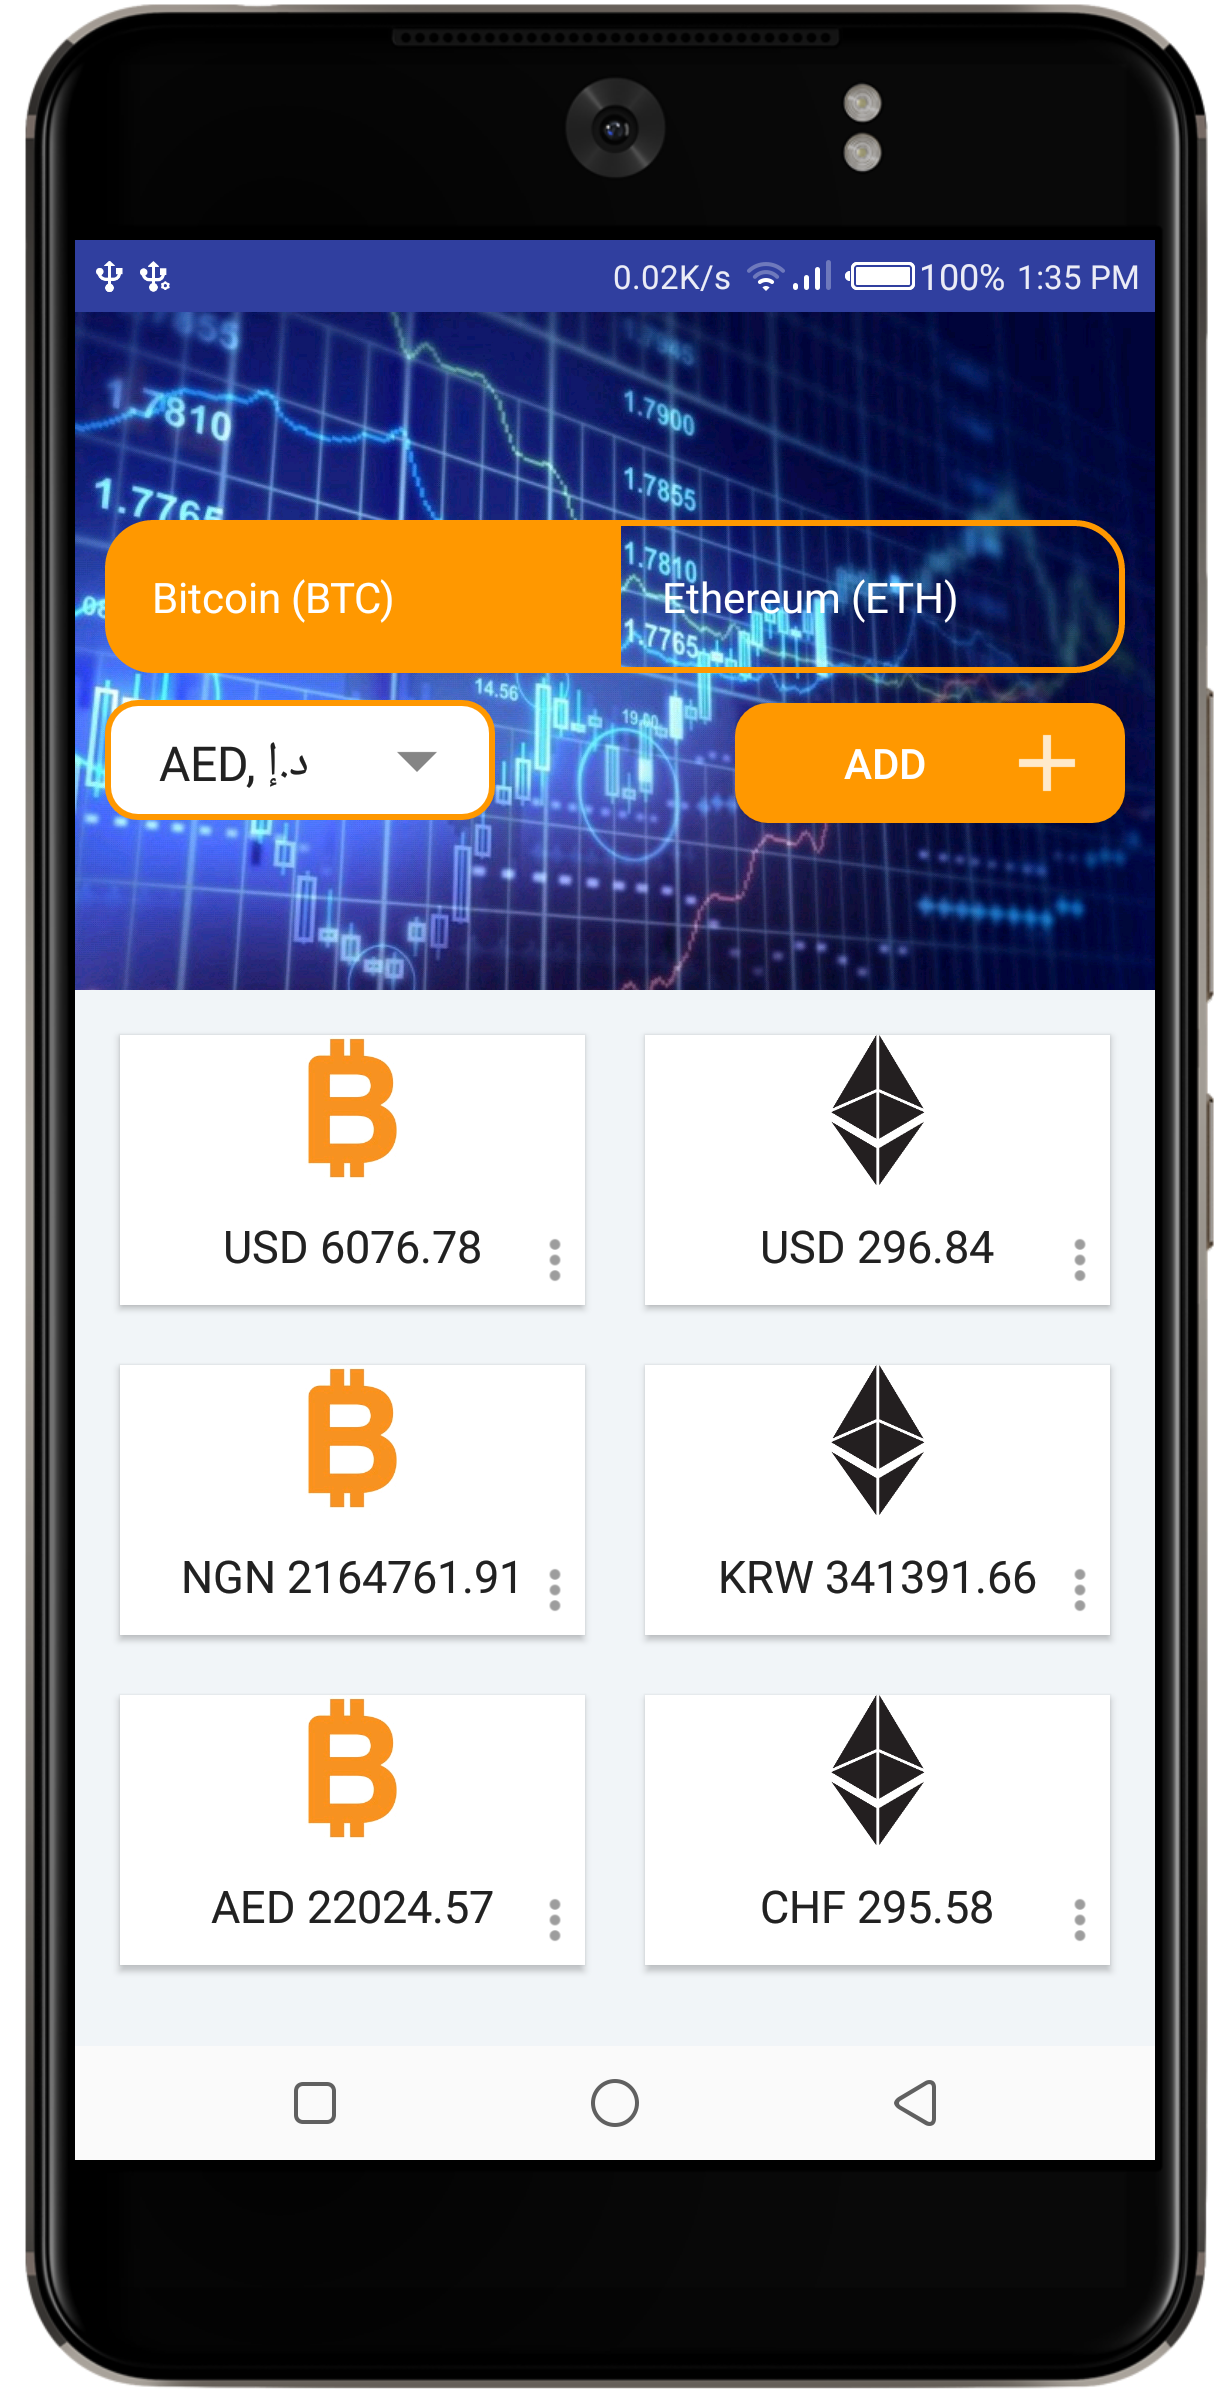 0.02K/s 100% 1:35 PM
1.7810
1.7900
1.7855
1.7765
Bitcoin (BTC)
1.7810
Ethereum (ETH)
1.7765
14.56
AED, د.إ
ADD
USD 6076.78
USD 296.84
NGN 2164761.91
KRW 341391.66
AED 22024.57
CHF 295.58